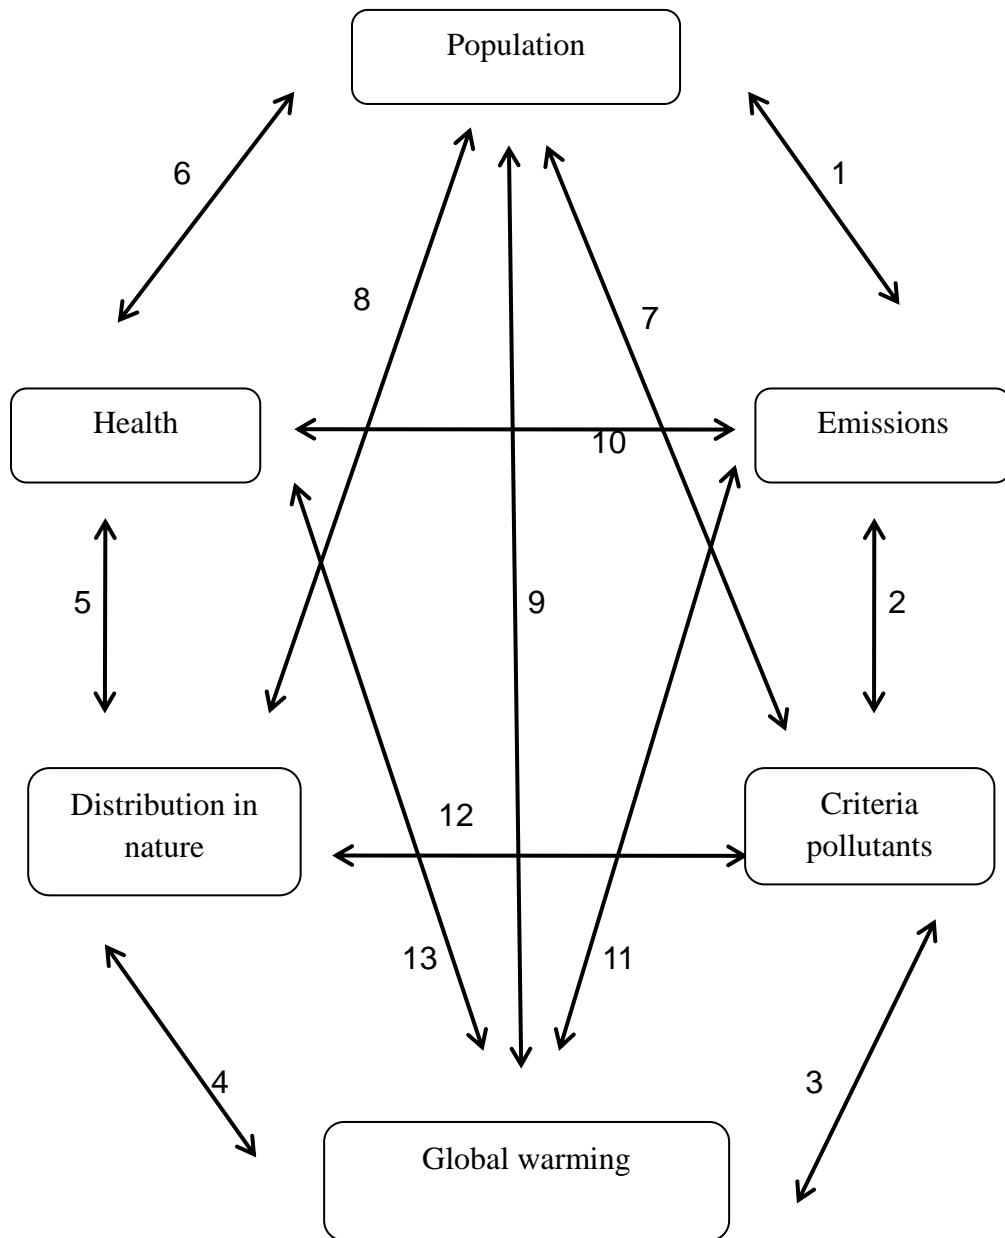 Population
6
1
8
7
Health
Emissions
10
5
9
2
Distribution in
nature
12
Criteria
pollutants
13
11
4
3
Global warming